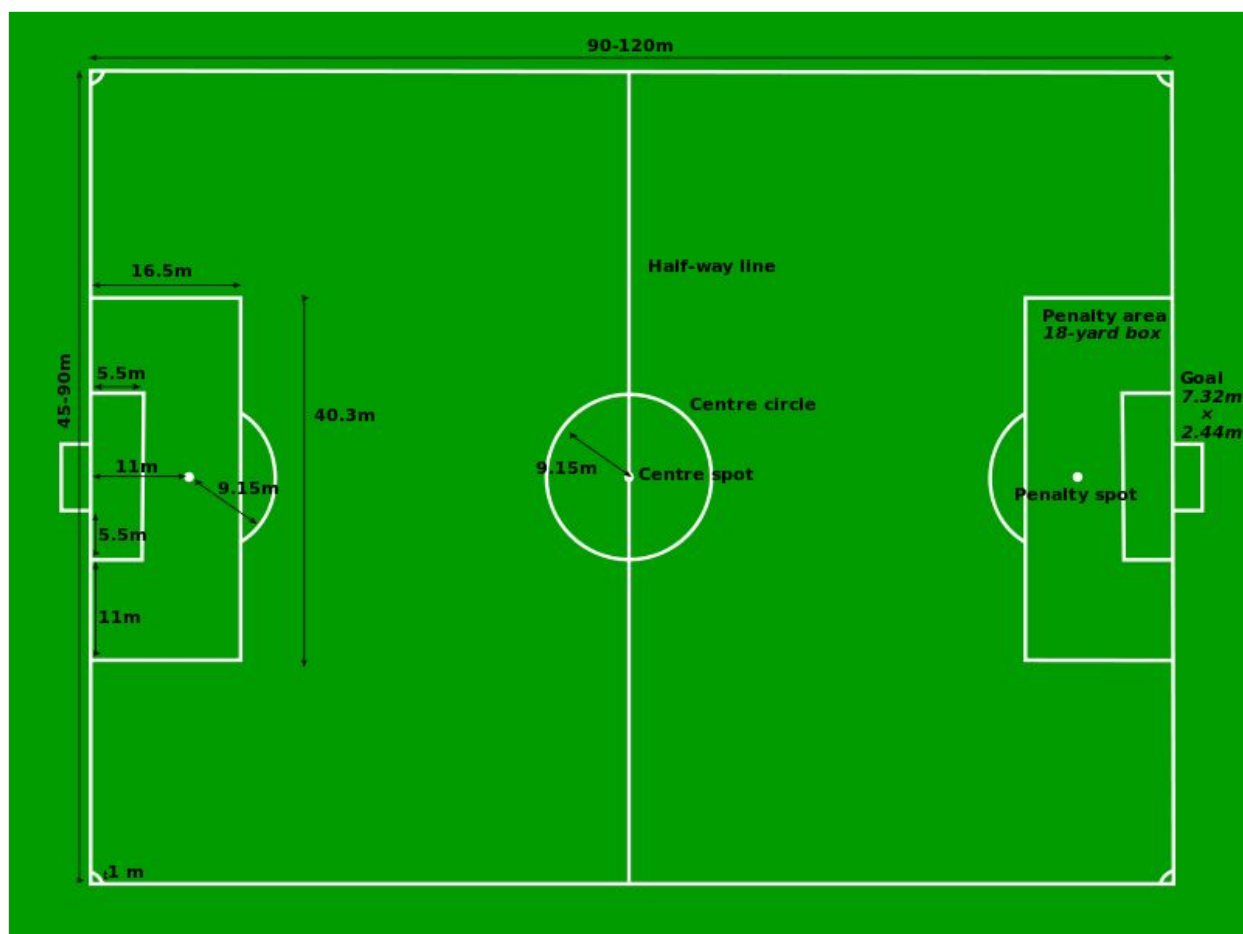 90-120m
Half-way line
16.5m
Penalty area
18-yard box
45-90m
5.5m
Goal
7.32m
×
2.44m
40.3m
Centre circle
11m
9.15m
9.15m
Centre spot
Penalty spot
5.5m
11m
1 m